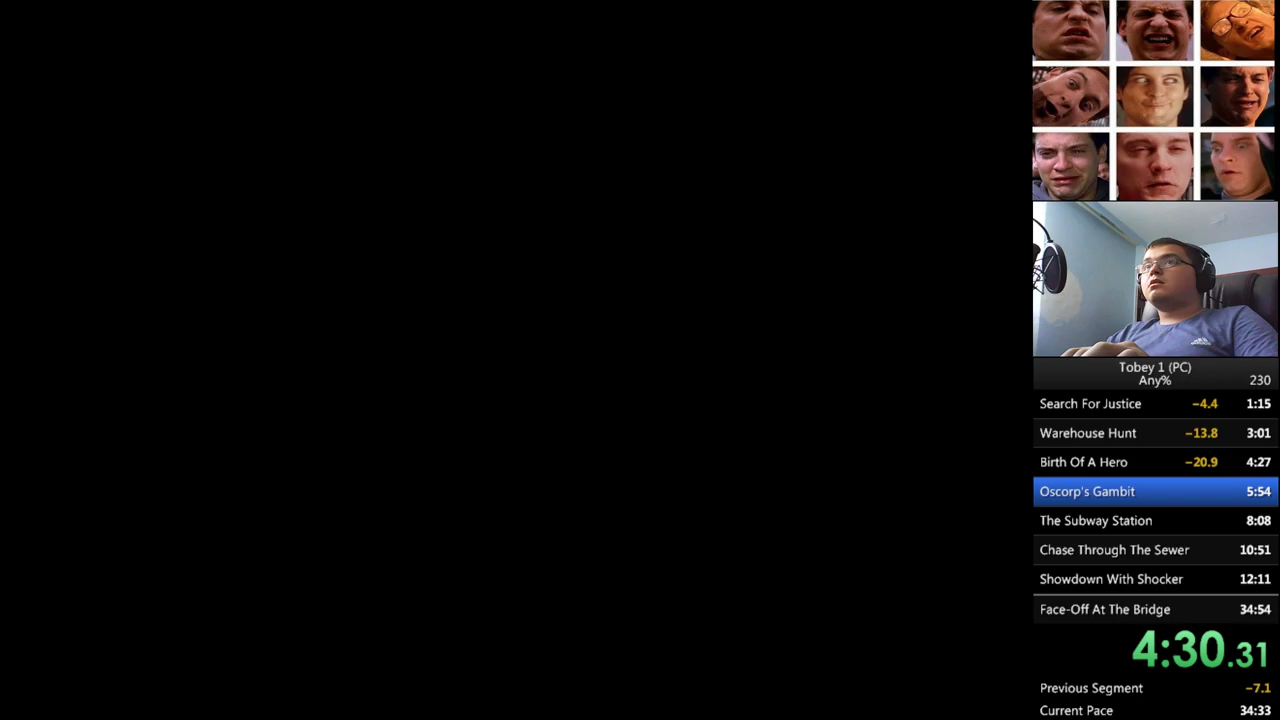 Tobey 1 (PC)
Any% 230
Search For Justice −4.4 1:15
Warehouse Hunt −13.8 3:01
Birth Of A Hero −20.9 4:27
Oscorp's Gambit 5:54
The Subway Station 8:08
Chase Through The Sewer 10:51
Showdown With Shocker 12:11
Face-Off At The Bridge 34:54
4:30.31
Previous Segment −7.1
Current Pace 34:33